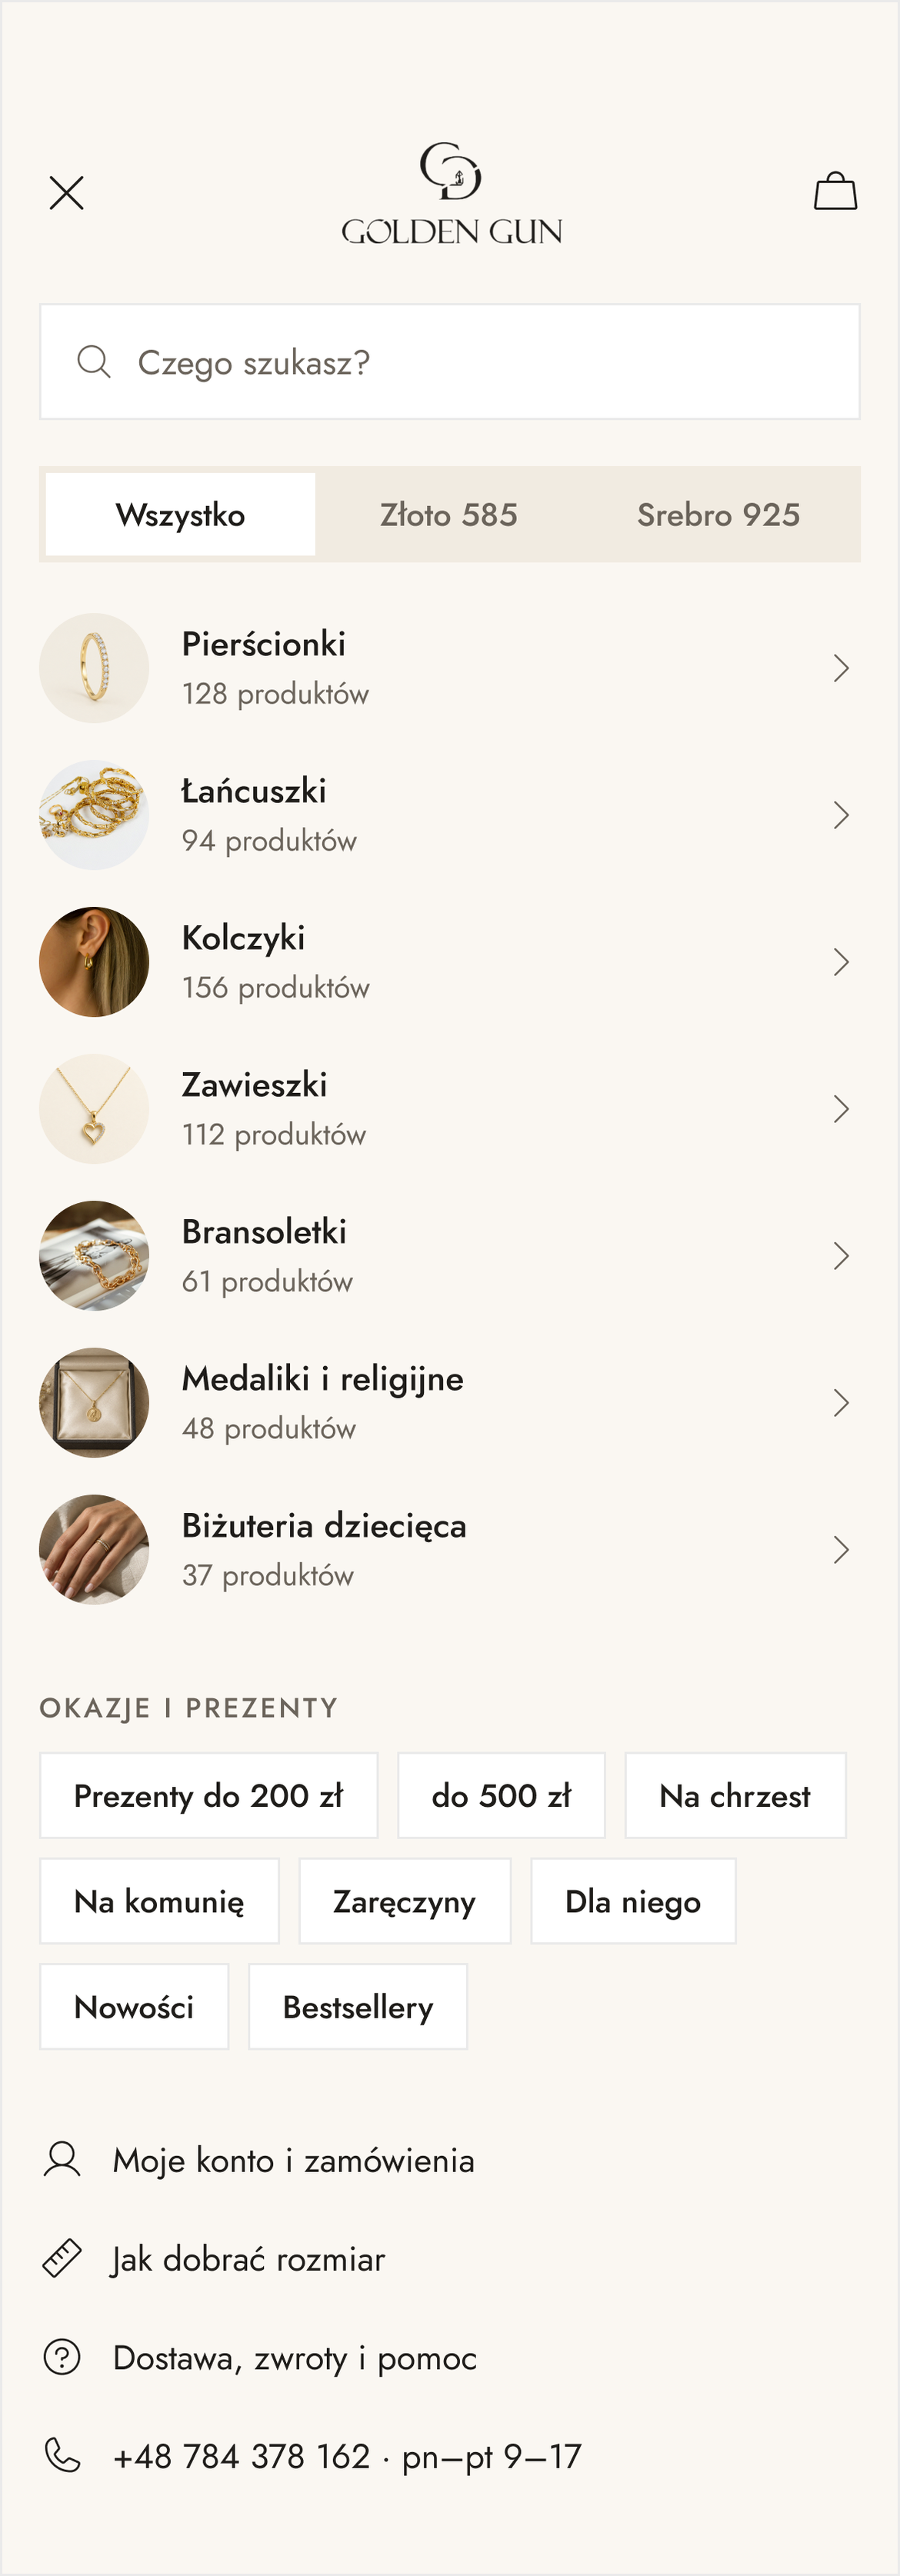 GOLDEN GUN
Czego szukasz?
Wszystko
Złoto 585
Srebro 925
Pierścionki
128 produktów
Łańcuszki
94 produktów
Kolczyki
156 produktów
Zawieszki
112 produktów
Bransoletki
61 produktów
Medaliki i religijne
48 produktów
Biżuteria dziecięca
37 produktów
OKAZJE I PREZENTY
Prezenty do 200 zł
do 500 zł
Na chrzest
Na komunię
Zaręczyny
Dla niego
Nowości
Bestsellery
Moje konto i zamówienia
Jak dobrać rozmiar
Dostawa, zwroty i pomoc
+48 784 378 162 · pn–pt 9–17